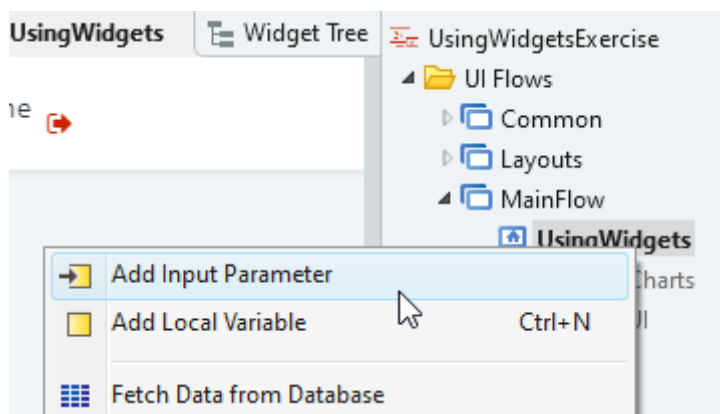 UsingWidgets
Widget Tree
UsingWidgetsExercise
UI Flows
Common
Layouts
MainFlow
UsingWidgets
Charts
Add Input Parameter
Add Local Variable Ctrl+N
Fetch Data from Database